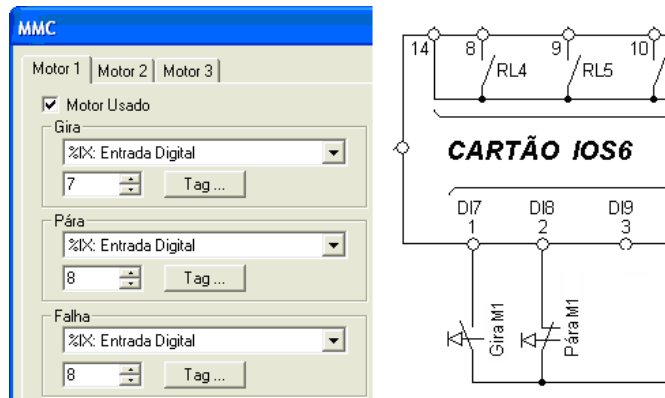 MMC
Motor 1 Motor 2 Motor 3
Motor Usado
Gira
%IX: Entrada Digital
7 Tag ...
Pára
%IX: Entrada Digital
8 Tag ...
Falha
%IX: Entrada Digital
8 Tag ...
14 8 9 10
RL4 RL5
CARTÃO IOS6
DI7 DI8 DI9
1 2 3
Gira M1
Pára M1